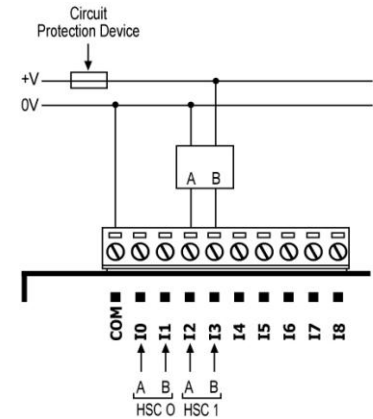 Circuit
Protection Device
+V
0V
A B
COM I0 I1 I2 I3 I4 I5 I6 I7 I8
A B A B
HSC 0 HSC 1